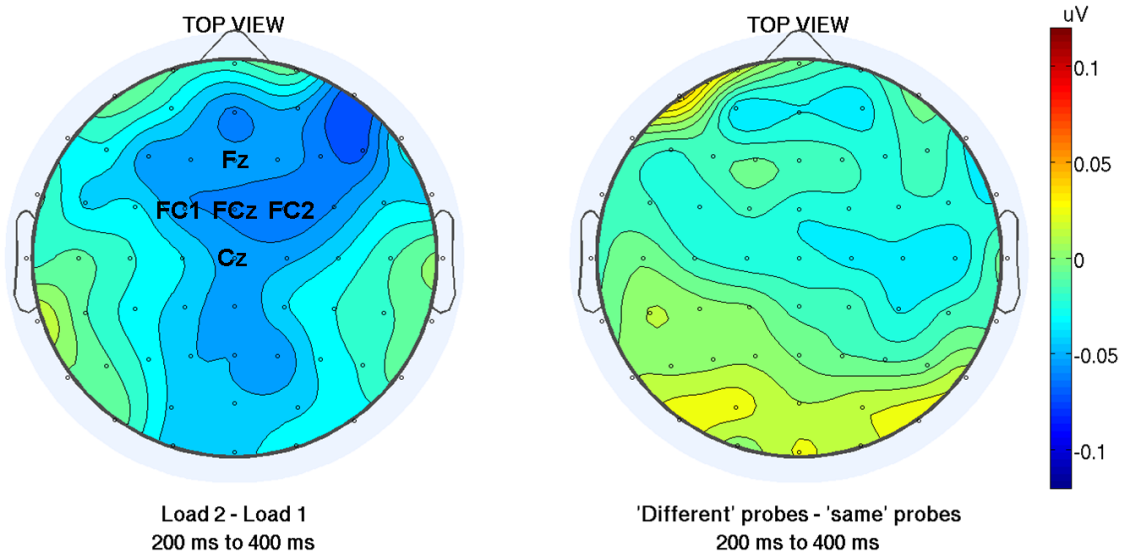 TOP VIEW
TOP VIEW
uV
0.1
0.05
0
-0.05
-0.1
Fz
FC1 FCz FC2
Cz
Load 2 - Load 1
200 ms to 400 ms
'Different' probes - 'same' probes
200 ms to 400 ms